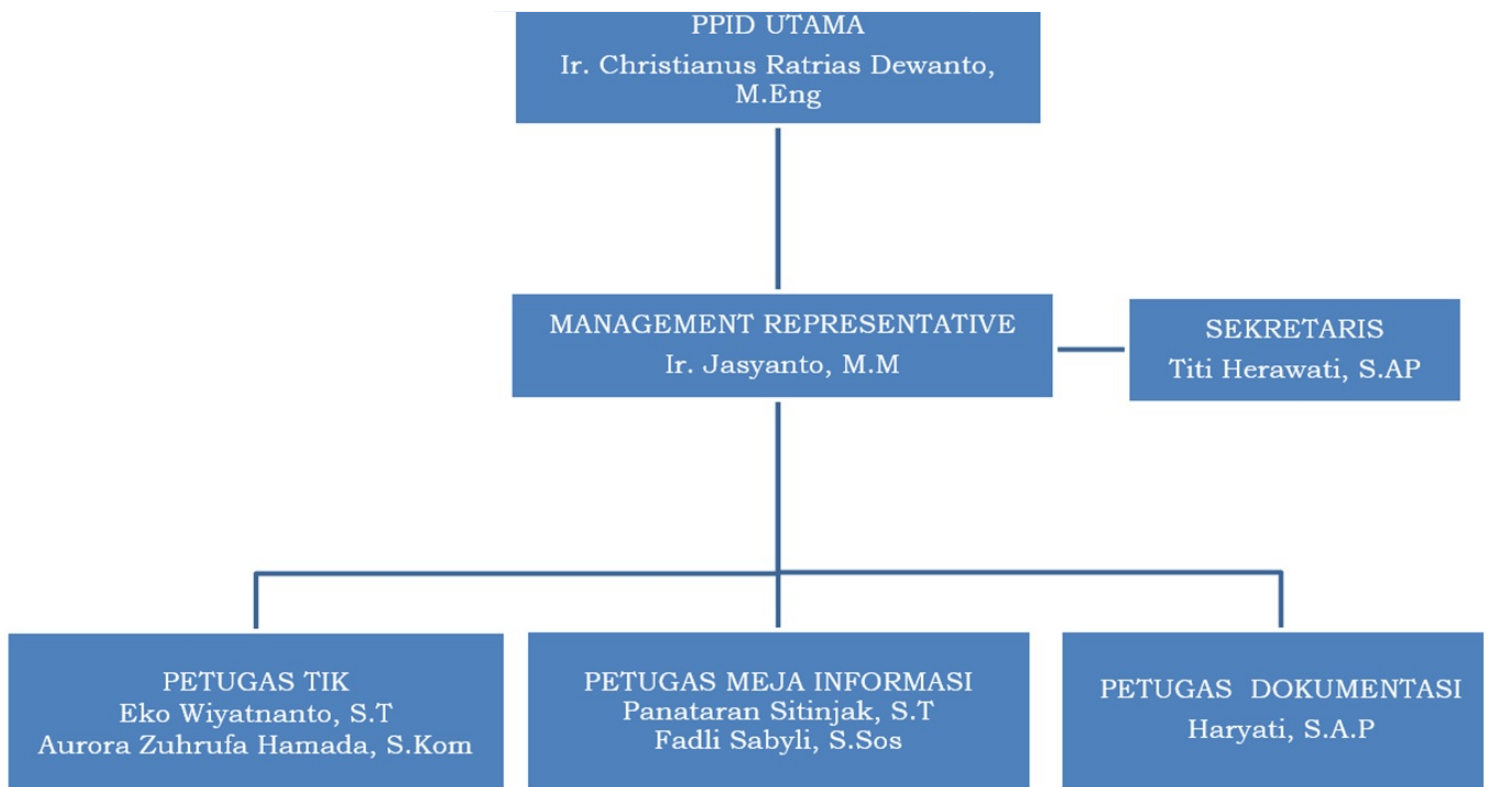 PPID UTAMA
Ir. Christianus Ratrias Dewanto,
M.Eng
MANAGEMENT REPRESENTATIVE
Ir. Jasyanto, M.M
SEKRETARIS
Titi Herawati, S.AP
PETUGAS TIK
Eko Wiyatnanto, S.T
Aurora Zuhrufa Hamada, S.Kom
PETUGAS MEJA INFORMASI
Panataran Sitinjak, S.T
Fadli Sabyli, S.Sos
PETUGAS DOKUMENTASI
Haryati, S.A.P